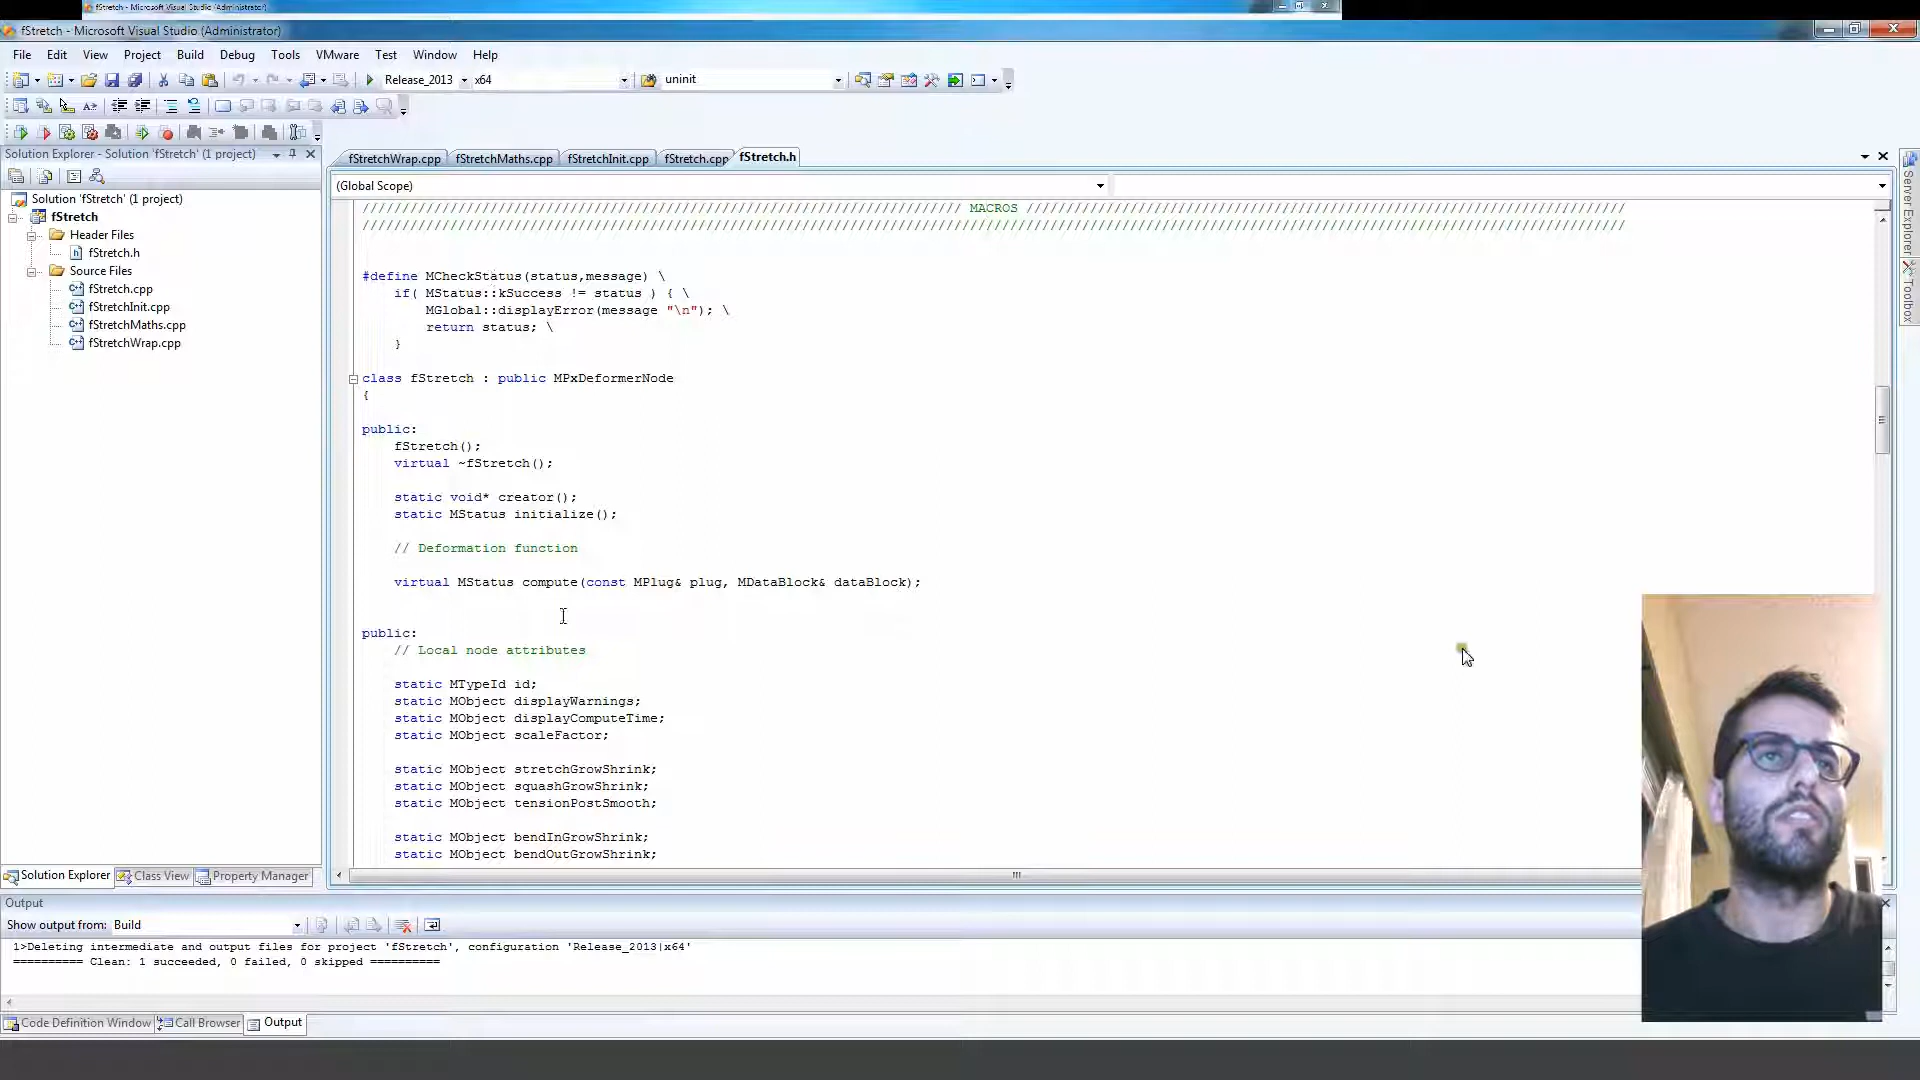 fStretch - Microsoft Visual Studio (Administrator)
fStretch - Microsoft Visual Studio (Administrator)
File Edit View Project Build Debug Tools VMware Test Window Help
Release_2013 x64 uninit
Solution Explorer - Solution 'fStretch' (1 project)
Solution 'fStretch' (1 project)
fStretch
Header Files
fStretch.h
Source Files
fStretch.cpp
fStretchInit.cpp
fStretchMaths.cpp
fStretchWrap.cpp
Solution Explorer Class View Property Manager
fStretchWrap.cpp fStretchMaths.cpp fStretchInit.cpp fStretch.cpp fStretch.h
(Global Scope)
MACROS
#define MCheckStatus(status,message) \
if( MStatus::kSuccess != status ) { \
MGlobal::displayError(message "\n"); \
return status; \
}
class fStretch : public MPxDeformerNode
{
public:
fStretch();
virtual ~fStretch();
static void* creator();
static MStatus initialize();
// Deformation function
virtual MStatus compute(const MPlug& plug, MDataBlock& dataBlock);
public:
// Local node attributes
static MTypeId id;
static MObject displayWarnings;
static MObject displayComputeTime;
static MObject scaleFactor;
static MObject stretchGrowShrink;
static MObject squashGrowShrink;
static MObject tensionPostSmooth;
static MObject bendInGrowShrink;
static MObject bendOutGrowShrink;
Server Explorer
Toolbox
Output
Show output from: Build
1>Deleting intermediate and output files for project 'fStretch', configuration 'Release_2013|x64'
========== Clean: 1 succeeded, 0 failed, 0 skipped ==========
Code Definition Window Call Browser Output